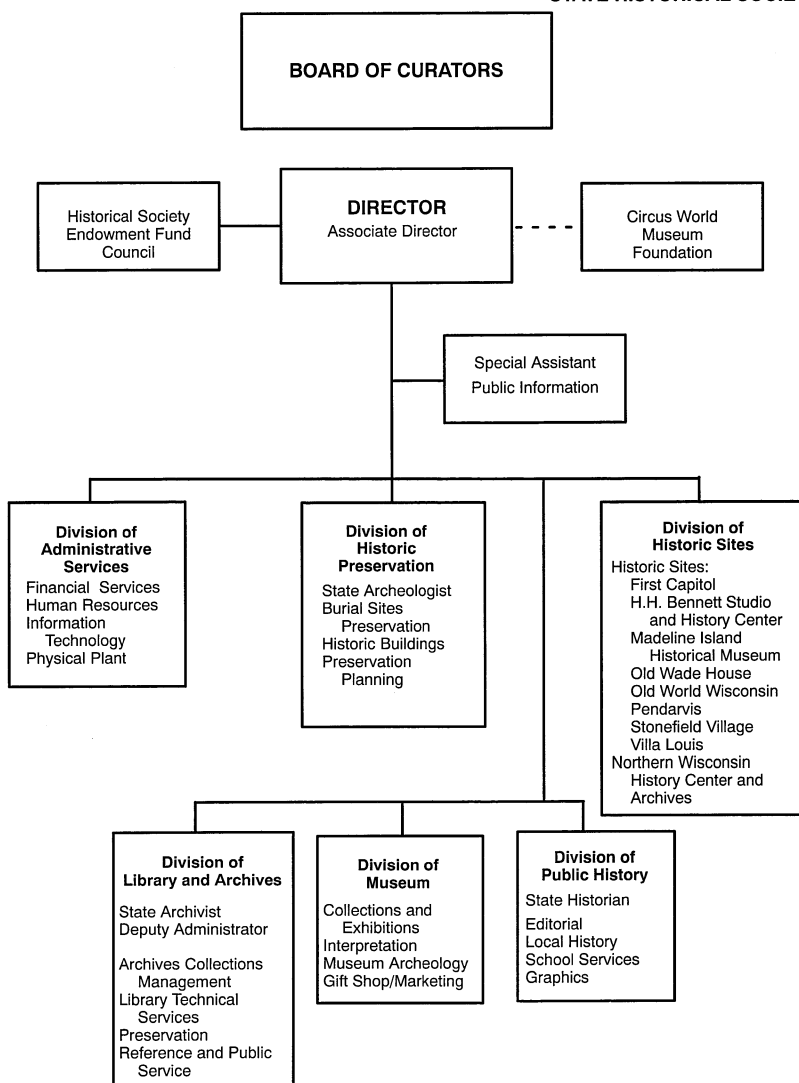 STATE HISTORICAL SOCIE
BOARD OF CURATORS
Historical Society
Endowment Fund
Council
DIRECTOR
Associate Director
Circus World
Museum
Foundation
Special Assistant
Public Information
Division of
Administrative
Services
Financial Services
Human Resources
Information
Technology
Physical Plant
Division of
Historic
Preservation
State Archeologist
Burial Sites
Preservation
Historic Buildings
Preservation
Planning
Division of
Historic Sites
Historic Sites:
First Capitol
H.H. Bennett Studio
and History Center
Madeline Island
Historical Museum
Old Wade House
Old World Wisconsin
Pendarvis
Stonefield Village
Villa Louis
Northern Wisconsin
History Center and
Archives
Division of
Library and Archives
State Archivist
Deputy Administrator
Archives Collections
Management
Library Technical
Services
Preservation
Reference and Public
Service
Division of
Museum
Collections and
Exhibitions
Interpretation
Museum Archeology
Gift Shop/Marketing
Division of
Public History
State Historian
Editorial
Local History
School Services
Graphics